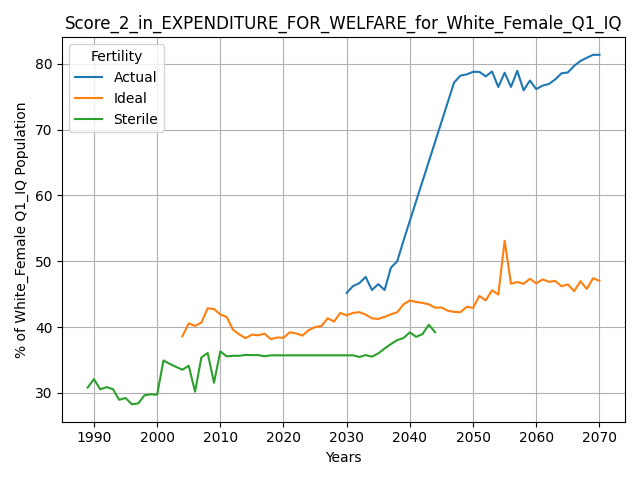 Score_2_in_EXPENDITURE_FOR_WELFARE_for_White_Female_Q1_IQ
Fertility
Actual
Ideal
Sterile
% of White_Female Q1_IQ Population
80
70
60
50
40
30
1990 2000 2010 2020 2030 2040 2050 2060 2070
Years